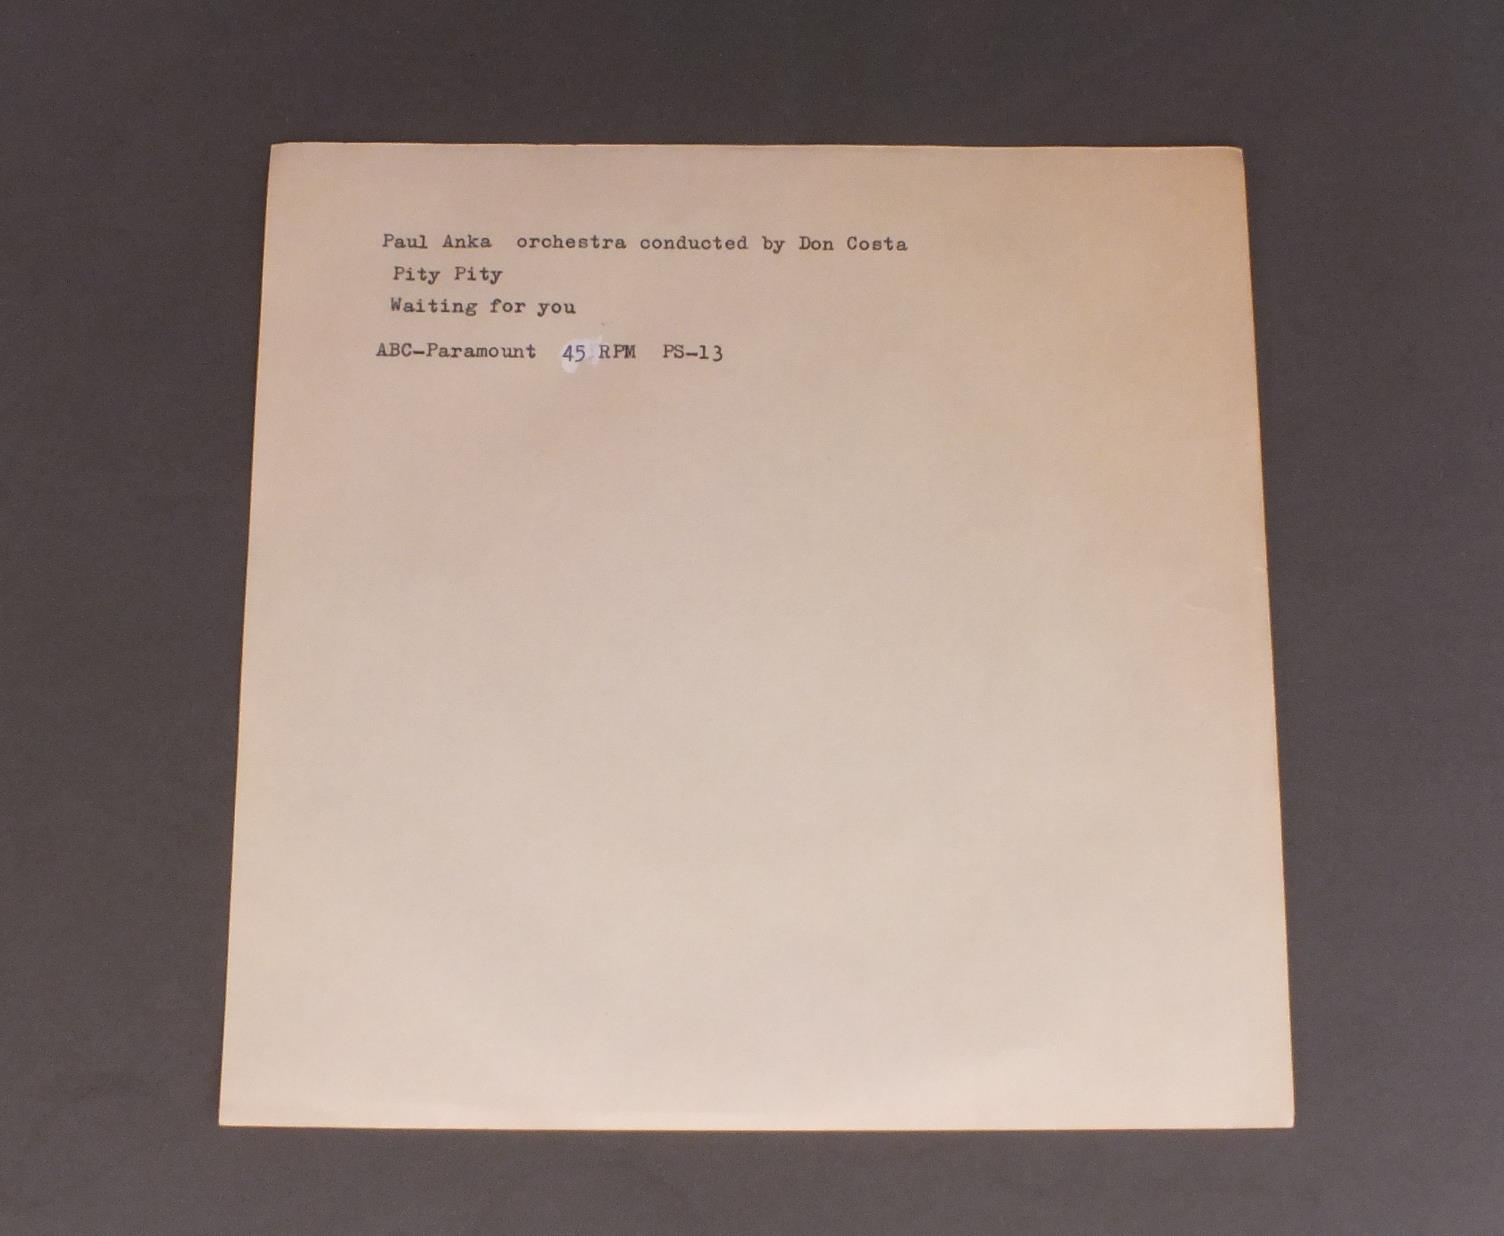 Paul Anka  orchestra conducted by Don Costa
Pity Pity
Waiting for you
ABC-Paramount  45 RPM  PS-13